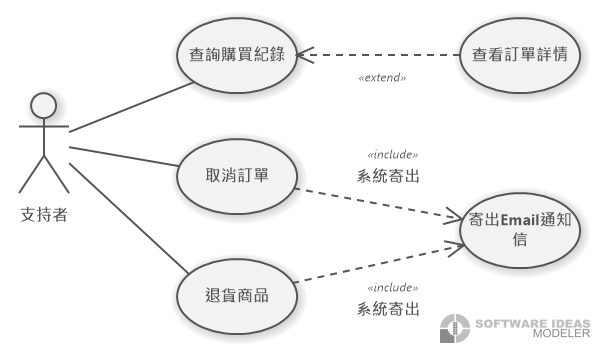 查詢購買紀錄
查看訂單詳情
«extend»
«include»
取消訂單
系統寄出
支持者
寄出Email通知
信
退貨商品
«include»
系統寄出
SOFTWARE IDEAS
MODELER